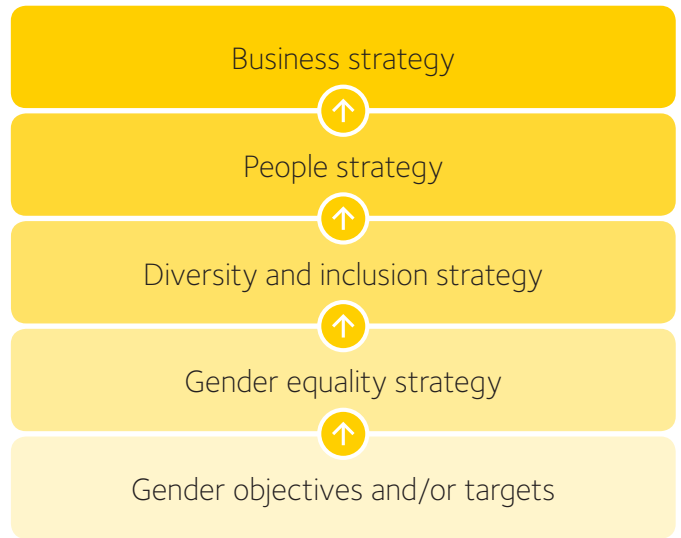 Business strategy
People strategy
Diversity and inclusion strategy
Gender equality strategy
Gender objectives and/or targets